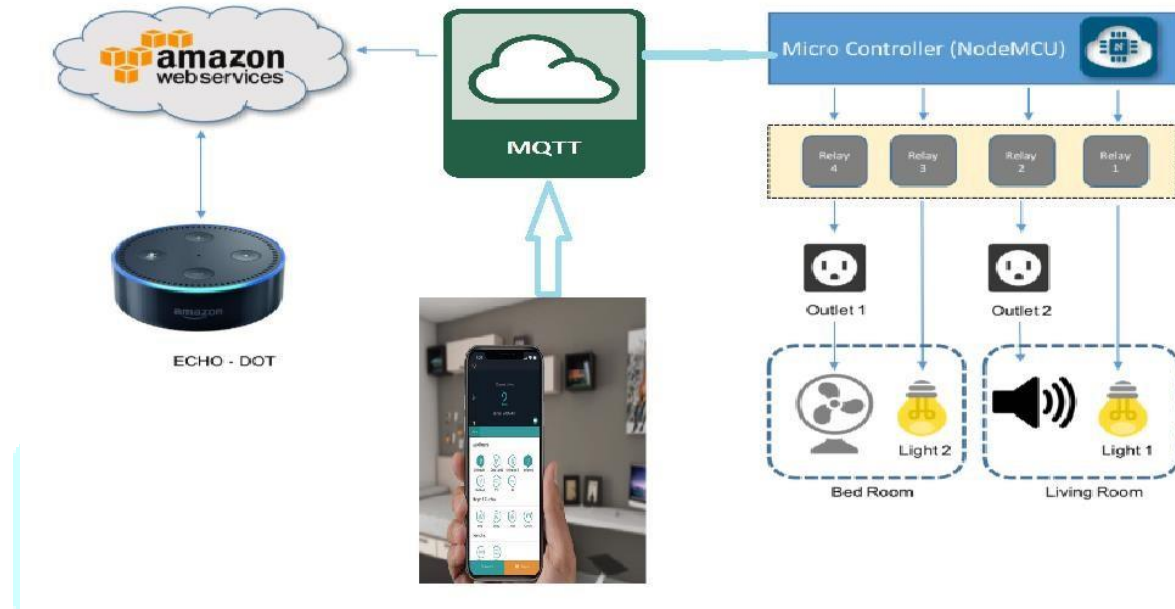 amazon
webservices
MQTT
Micro Controller (NodeMCU)
Relay
4
Relay
3
Relay
2
Relay
1
Outlet 1
Outlet 2
amazon
ECHO - DOT
2
Light 2
Light 1
Bed Room
Living Room